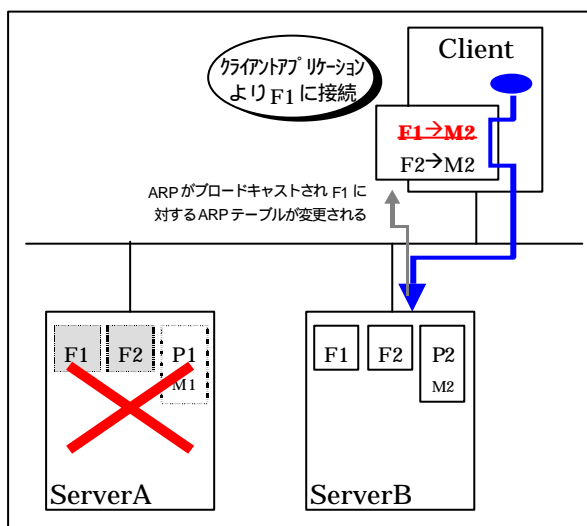 Client
クライアントアプリケーション
よりF1に接続
F1→M2
F2→M2
ARPがブロードキャストされF1に
対するARPテーブルが変更される
F1 F2 P1
M1
F1 F2 P2
M2
ServerA
ServerB